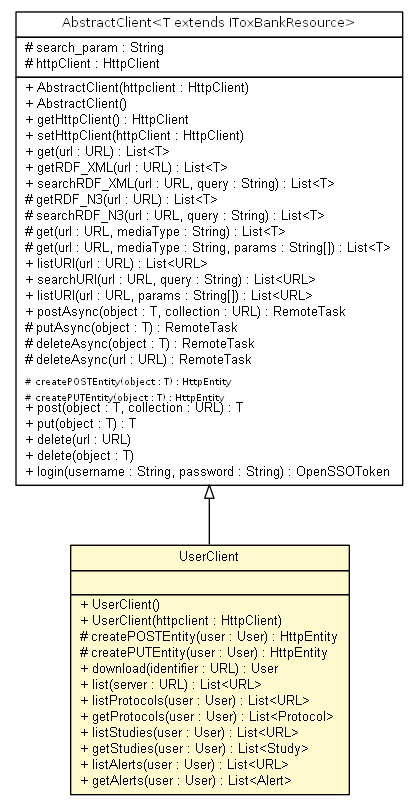 AbstractClient<T extends IToxBankResource>
# search_param : String
# httpClient : HttpClient
+ AbstractClient(httpclient : HttpClient)
+ AbstractClient()
+ getHttpClient() : HttpClient
+ setHttpClient(httpclient : HttpClient)
+ get(url : URL) : List<T>
+ getRDF_XML(url : URL) : List<T>
+ searchRDF_XML(url : URL, query : String) : List<T>
# getRDF_N3(url : URL) : List<T>
# searchRDF_N3(url : URL, query : String) : List<T>
# get(url : URL, mediaType : String) : List<T>
# get(url : URL, mediaType : String, params : String[]) : List<T>
+ listURI(url : URL) : List<URL>
+ searchURI(url : URL, query : String) : List<URL>
+ listURI(url : URL, params : String[]) : List<URL>
+ postAsync(object : T, collection : URL) : RemoteTask
# putAsync(object : T) : RemoteTask
# deleteAsync(object : T) : RemoteTask
# deleteAsync(url : URL) : RemoteTask
# createPOSTEntity(object : T) : HttpEntity
# createPUTEntity(object : T) : HttpEntity
+ post(object : T, collection : URL) : T
+ put(object : T) : T
+ delete(url : URL)
+ delete(object : T)
+ login(username : String, password : String) : OpenSSOToken
UserClient
+ UserClient()
+ UserClient(httpclient : HttpClient)
# createPOSTEntity(user : User) : HttpEntity
# createPUTEntity(user : User) : HttpEntity
+ download(identifier : URL) : User
+ list(server : URL) : List<URL>
+ listProtocols(user : User) : List<URL>
+ getProtocols(user : User) : List<Protocol>
+ listStudies(user : User) : List<URL>
+ getStudies(user : User) : List<Study>
+ listAlerts(user : User) : List<URL>
+ getAlerts(user : User) : List<Alert>